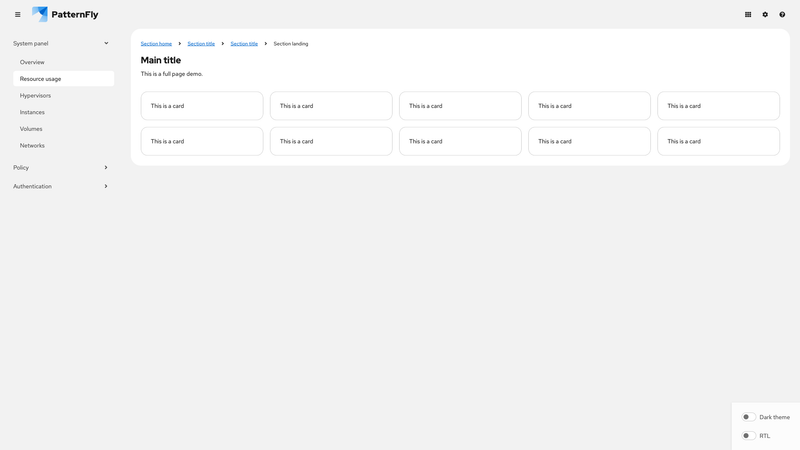 PatternFly
System panel
Overview
Resource usage
Hypervisors
Instances
Volumes
Networks
Policy
Authentication
Section home Section title Section title Section landing
Main title
This is a full page demo.
This is a card This is a card This is a card This is a card This is a card
This is a card This is a card This is a card This is a card This is a card
Dark theme
RTL